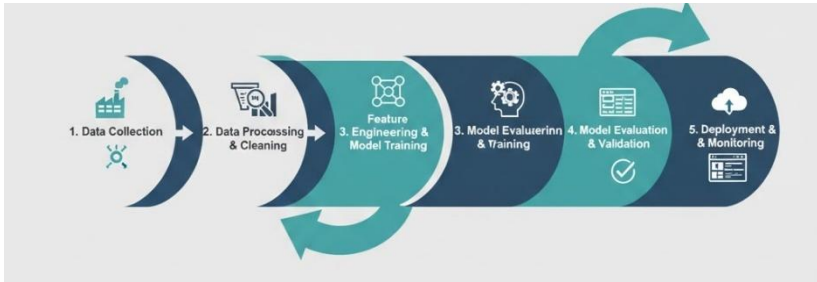 1. Data Collection
2. Data Processing
& Cleaning
Feature
3. Engineering &
Model Training
3. Model Evaluerinn
& Training
4. Model Evaluation
& Validation
5. Deployment &
& Monitoring